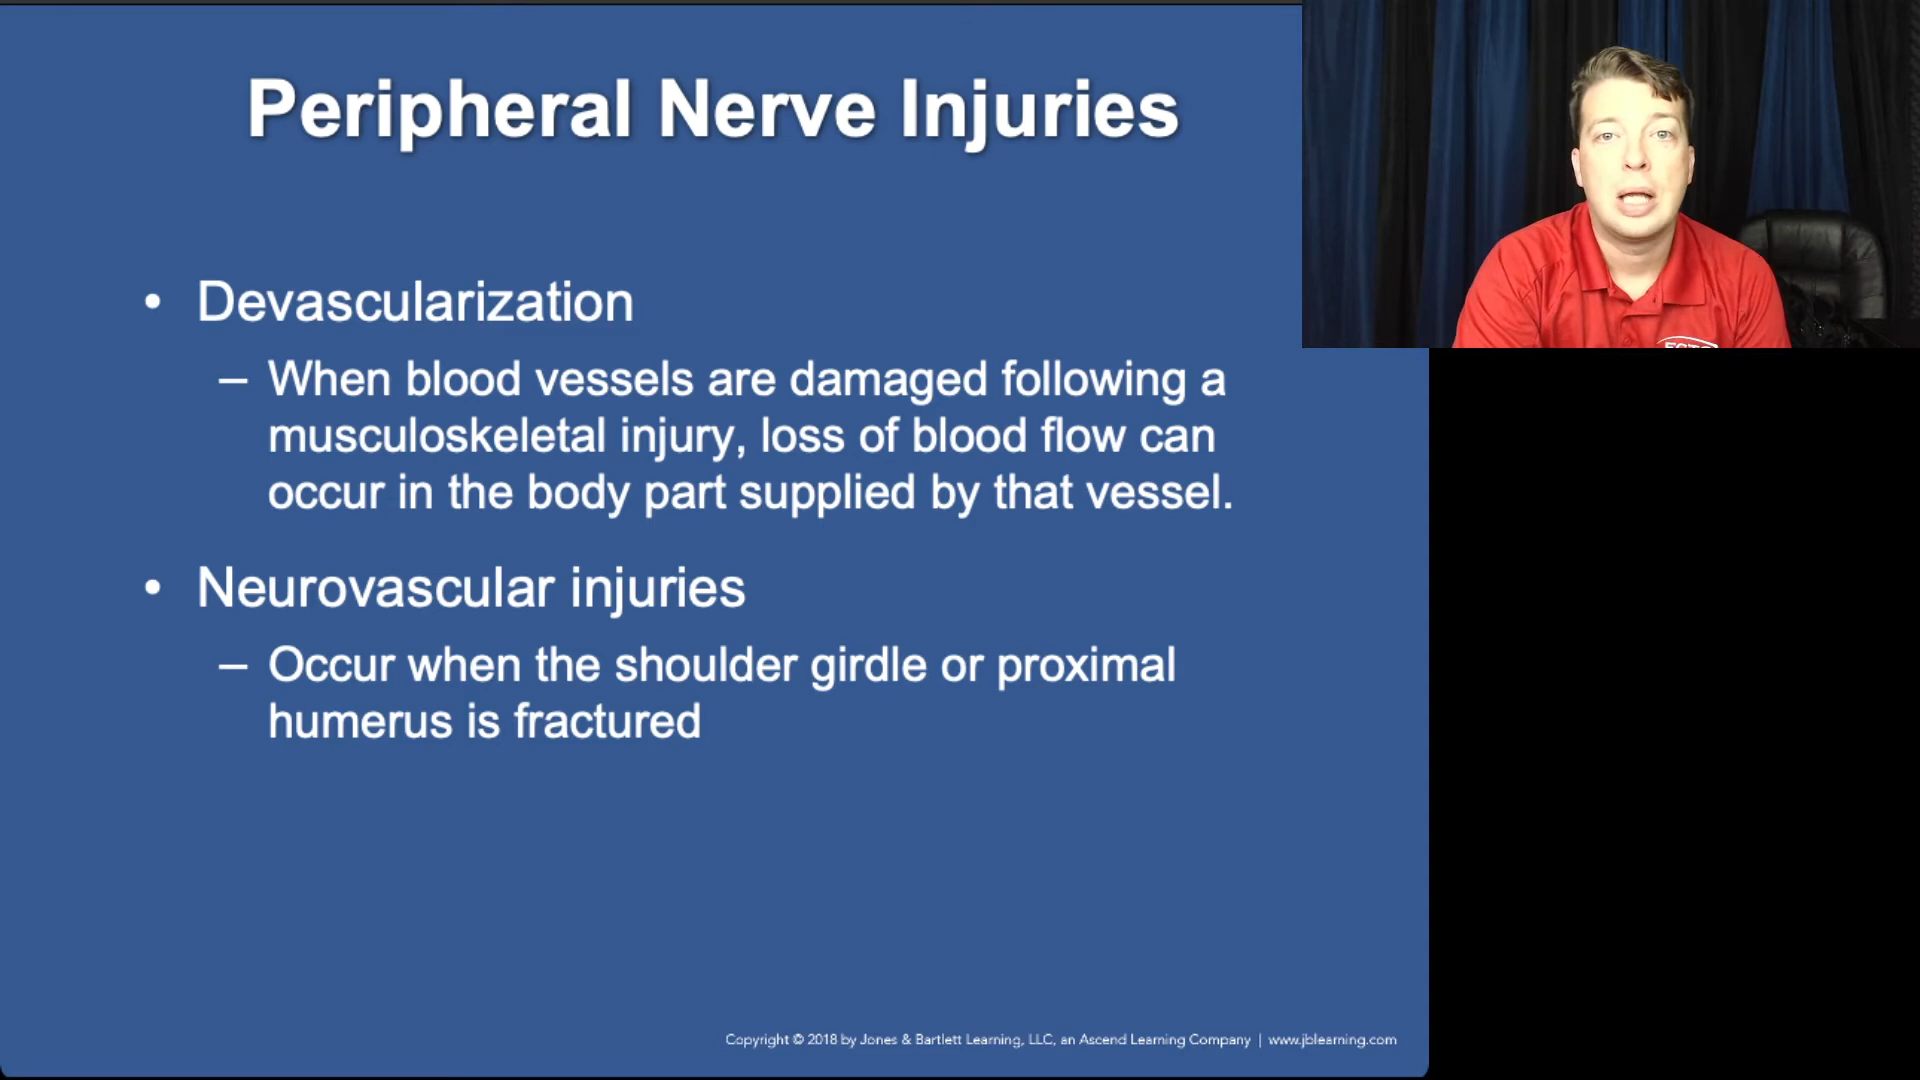 Peripheral Nerve Injuries
• Devascularization
– When blood vessels are damaged following a
musculoskeletal injury, loss of blood flow can
occur in the body part supplied by that vessel.
• Neurovascular injuries
– Occur when the shoulder girdle or proximal
humerus is fractured
Copyright © 2018 by Jones & Bartlett Learning, LLC, an Ascend Learning Company | www.jblearning.com